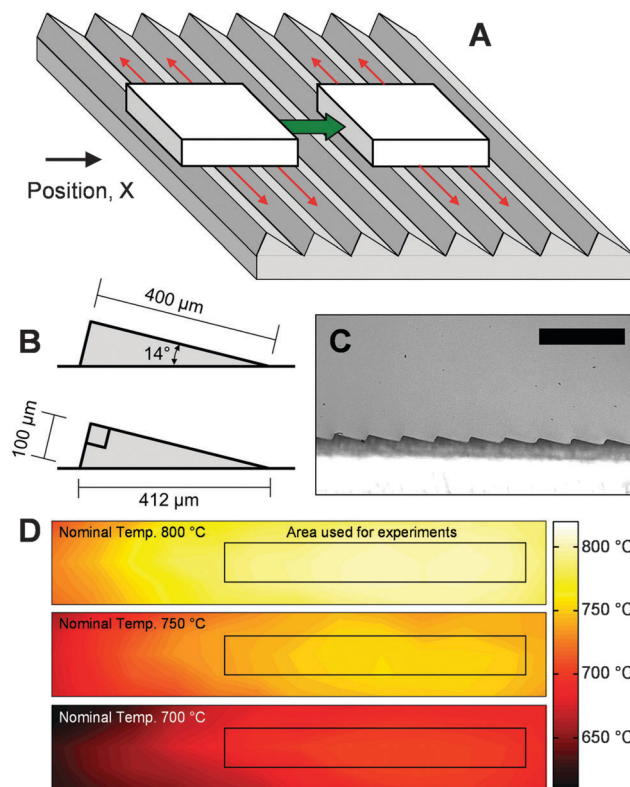 A
Position, X
B
400 µm
14°
100 µm
412 µm
C
D
Nominal Temp. 800 °C
Area used for experiments
Nominal Temp. 750 °C
Nominal Temp. 700 °C
800 °C
750 °C
700 °C
650 °C